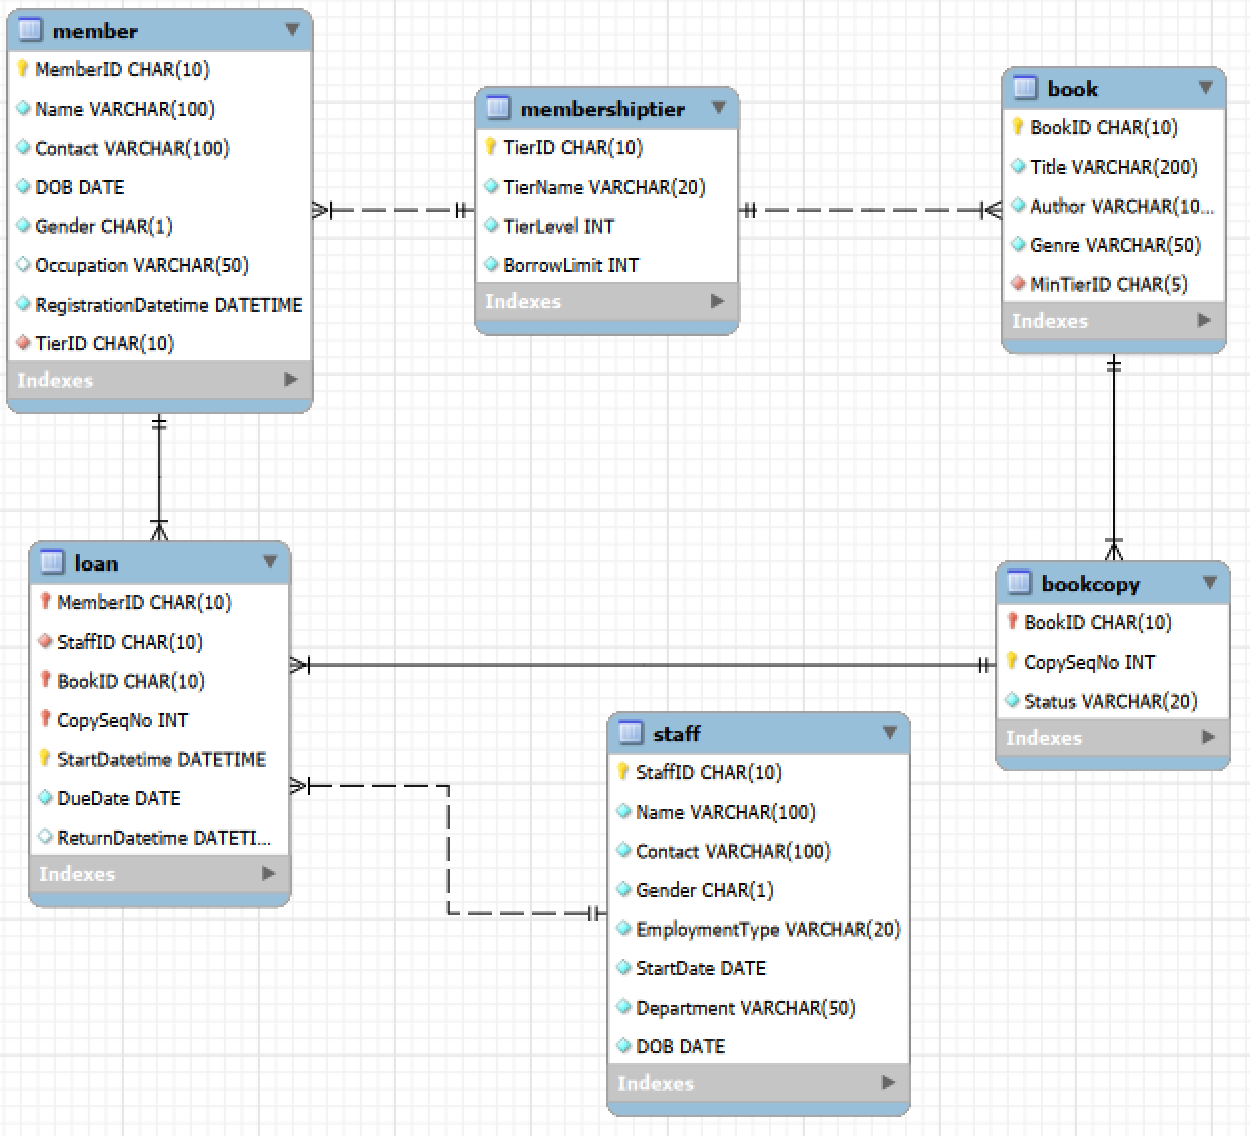 member
MemberID CHAR(10)
Name VARCHAR(100)
Contact VARCHAR(100)
DOB DATE
Gender CHAR(1)
Occupation VARCHAR(50)
RegistrationDatetime DATETIME
TierID CHAR(10)
Indexes
membershiptier
TierID CHAR(10)
TierName VARCHAR(20)
TierLevel INT
BorrowLimit INT
Indexes
book
BookID CHAR(10)
Title VARCHAR(200)
Author VARCHAR(10...
Genre VARCHAR(50)
MinTierID CHAR(5)
Indexes
loan
MemberID CHAR(10)
StaffID CHAR(10)
BookID CHAR(10)
CopySeqNo INT
StartDatetime DATETIME
DueDate DATE
ReturnDatetime DATETI...
Indexes
bookcopy
BookID CHAR(10)
CopySeqNo INT
Status VARCHAR(20)
Indexes
staff
StaffID CHAR(10)
Name VARCHAR(100)
Contact VARCHAR(100)
Gender CHAR(1)
EmploymentType VARCHAR(20)
StartDate DATE
Department VARCHAR(50)
DOB DATE
Indexes